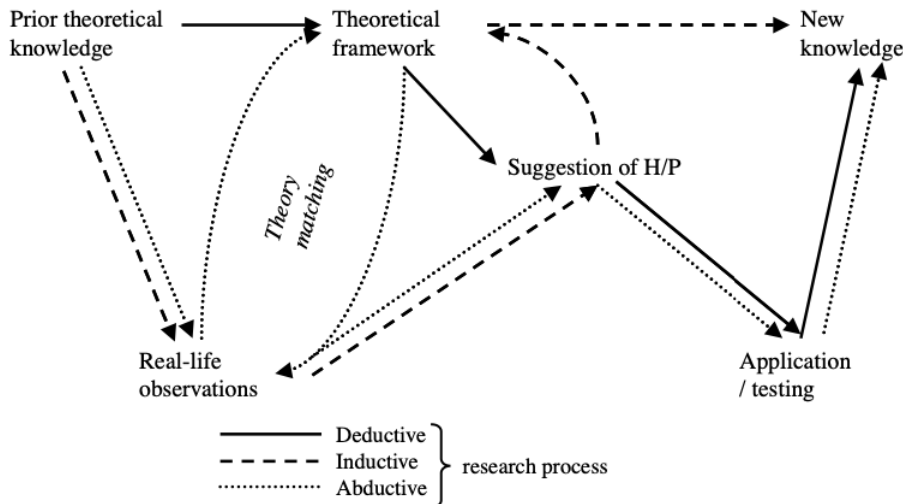 Prior theoretical
knowledge
Theoretical
framework
New
knowledge
Theory
matching
Suggestion of H/P
Real-life
observations
Application
/ testing
Deductive
Inductive
Abductive
research process